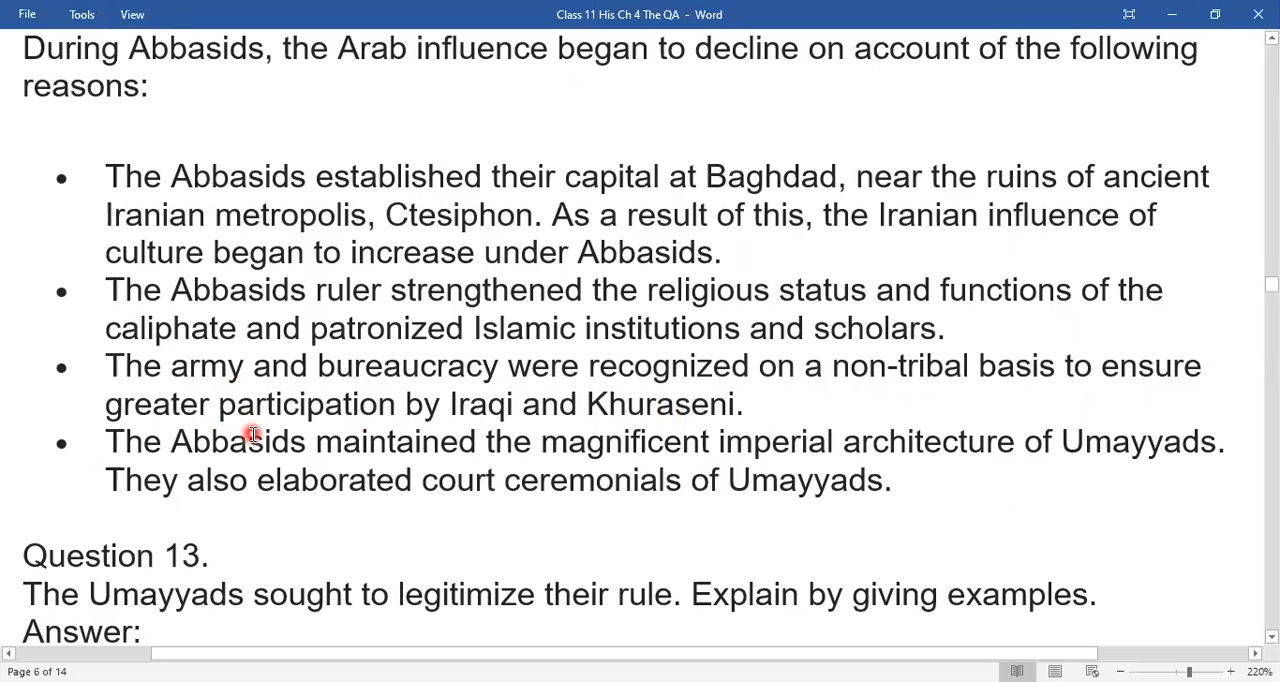 File Tools View Class 11 His Ch 4 The QA - Word
During Abbasids, the Arab influence began to decline on account of the following
reasons:
• The Abbasids established their capital at Baghdad, near the ruins of ancient
Iranian metropolis, Ctesiphon. As a result of this, the Iranian influence of
culture began to increase under Abbasids.
• The Abbasids ruler strengthened the religious status and functions of the
caliphate and patronized Islamic institutions and scholars.
• The army and bureaucracy were recognized on a non-tribal basis to ensure
greater participation by Iraqi and Khuraseni.
• The Abbasids maintained the magnificent imperial architecture of Umayyads.
They also elaborated court ceremonials of Umayyads.
Question 13.
The Umayyads sought to legitimize their rule. Explain by giving examples.
Answer:
Page 6 of 14 220%